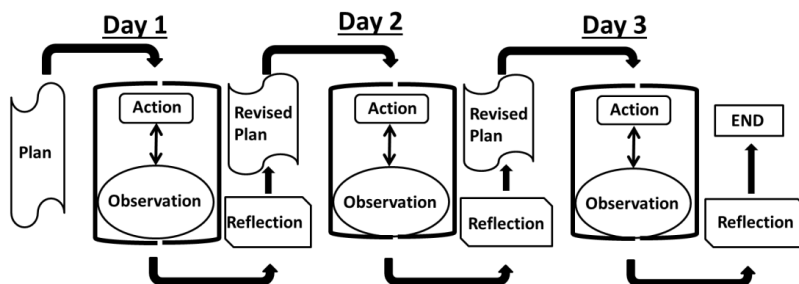 Day 1
Day 2
Day 3
Plan
Action
Observation
Reflection
Revised
Plan
Action
Observation
Reflection
Revised
Plan
Action
Observation
Reflection
END